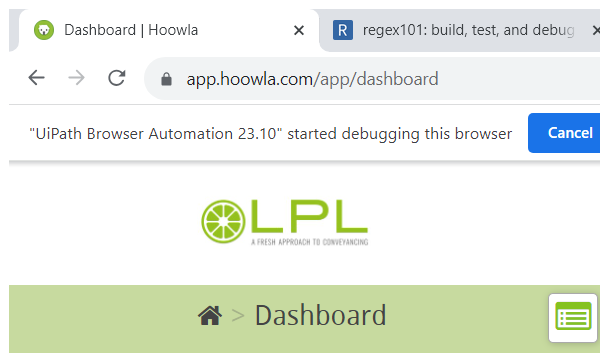 Dashboard | Hoowla
R regex101: build, test, and debug
app.hoowla.com/app/dashboard
"UiPath Browser Automation 23.10" started debugging this browser Cancel
LPL
A FRESH APPROACH TO CONVEYANCING
> Dashboard